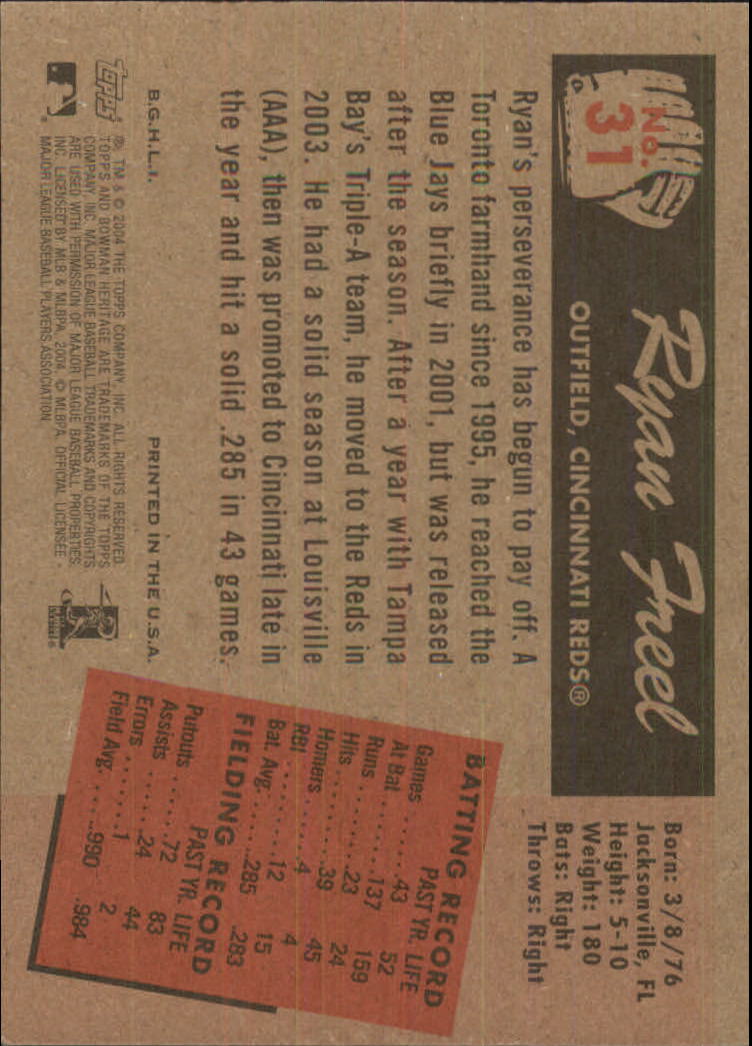 No.
31
Ryan Freel
OUTFIELD, CINCINNATI REDS®
Born: 3/8/76
Jacksonville, FL
Height: 5-10
Weight: 180
Bats: Right
Throws: Right
Ryan's perseverance has begun to pay off. A
Toronto farmhand since 1995, he reached the
Blue Jays briefly in 2001, but was released
after the season. After a year with Tampa
Bay's Triple-A team, he moved to the Reds in
2003. He had a solid season at Louisville
(AAA), then was promoted to Cincinnati late in
the year and hit a solid .285 in 43 games.
BATTING RECORD
PAST YR. LIFE
Games ...... 43 52
At Bat ......137 159
Runs ......23 24
Hits ......39 45
Homers ......4 4
RBI ......12 15
Bat. Avg. .....285 .283
FIELDING RECORD
PAST YR. LIFE
Putouts ......72 83
Assists ......24 44
Errors ......1 2
Field Avg. .....990 .984
B.G.H.L.I. PRINTED IN THE U.S.A.
topps®
® TM & © 2004 THE TOPPS COMPANY, INC. ALL RIGHTS RESERVED.
TOPPS AND BOWMAN HERITAGE ARE TRADEMARKS OF THE TOPPS
COMPANY, INC. MAJOR LEAGUE BASEBALL TRADEMARKS AND COPYRIGHTS
ARE USED WITH PERMISSION OF MAJOR LEAGUE BASEBALL PROPERTIES,
INC. LICENSED BY MLB & MLBPA 2004. © MLBPA. OFFICIAL LICENSEE -
MAJOR LEAGUE BASEBALL PLAYERS ASSOCIATION